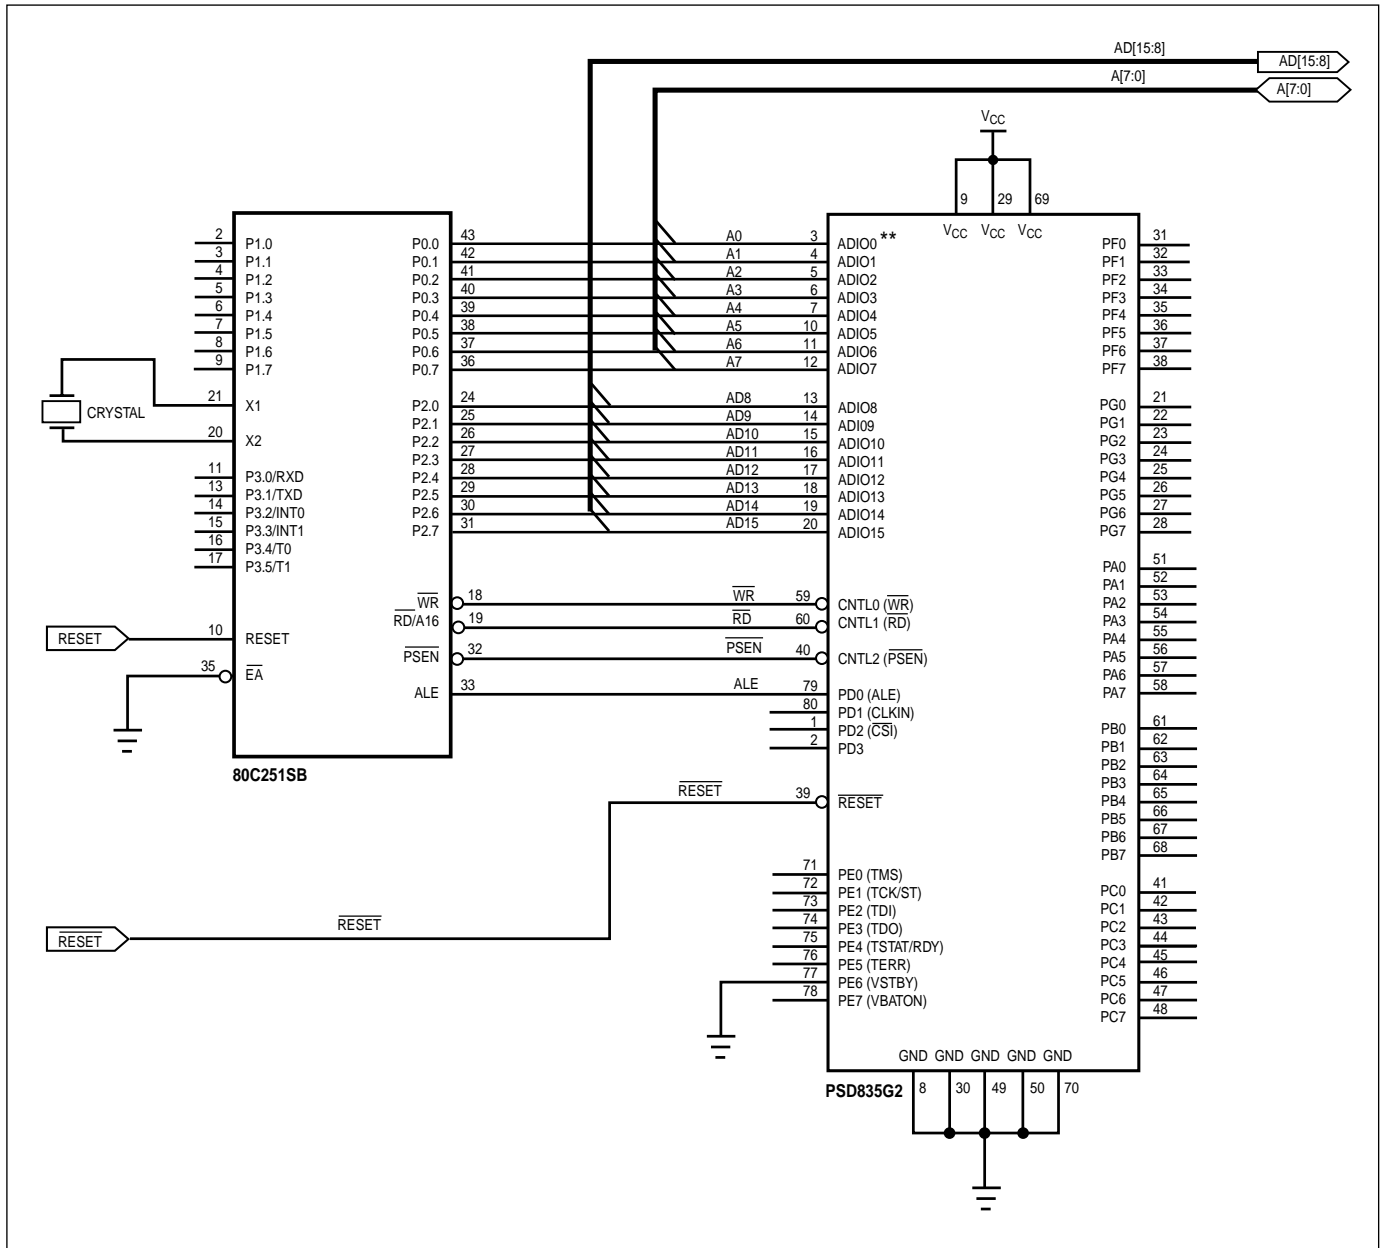 AD[15:8]
AD[15:8]
A[7:0]
A[7:0]
VCC
9 29 69
VCC VCC VCC
2 P1.0
3 P1.1
4 P1.2
5 P1.3
6 P1.4
7 P1.5
8 P1.6
9 P1.7
21 X1
CRYSTAL
20 X2
11 P3.0/RXD
13 P3.1/TXD
14 P3.2/INT0
15 P3.3/INT1
16 P3.4/T0
17 P3.5/T1
RESET 10 RESET
35 EA
P0.0 43 A0 3 ADIO0 **
P0.1 42 A1 4 ADIO1
P0.2 41 A2 5 ADIO2
P0.3 40 A3 6 ADIO3
P0.4 39 A4 7 ADIO4
P0.5 38 A5 10 ADIO5
P0.6 37 A6 11 ADIO6
P0.7 36 A7 12 ADIO7
P2.0 24 AD8 13 ADIO8
P2.1 25 AD9 14 ADI09
P2.2 26 AD10 15 ADIO10
P2.3 27 AD11 16 ADIO11
P2.4 28 AD12 17 ADIO12
P2.5 29 AD13 18 ADIO13
P2.6 30 AD14 19 ADIO14
P2.7 31 AD15 20 ADIO15
WR 18 WR 59 CNTL0 (WR)
RD/A16 19 RD 60 CNTL1 (RD)
PSEN 32 PSEN 40 CNTL2 (PSEN)
ALE 33 ALE 79 PD0 (ALE)
80 PD1 (CLKIN)
1 PD2 (CSI)
2 PD3
80C251SB
RESET 39 RESET
RESET RESET
71 PE0 (TMS)
72 PE1 (TCK/ST)
73 PE2 (TDI)
74 PE3 (TDO)
75 PE4 (TSTAT/RDY)
76 PE5 (TERR)
77 PE6 (VSTBY)
78 PE7 (VBATON)
PF0 31
PF1 32
PF2 33
PF3 34
PF4 35
PF5 36
PF6 37
PF7 38
PG0 21
PG1 22
PG2 23
PG3 24
PG4 25
PG5 26
PG6 27
PG7 28
PA0 51
PA1 52
PA2 53
PA3 54
PA4 55
PA5 56
PA6 57
PA7 58
PB0 61
PB1 62
PB2 63
PB3 64
PB4 65
PB5 66
PB6 67
PB7 68
PC0 41
PC1 42
PC2 43
PC3 44
PC4 45
PC5 46
PC6 47
PC7 48
GND GND GND GND GND
PSD835G2
8 30 49 50 70